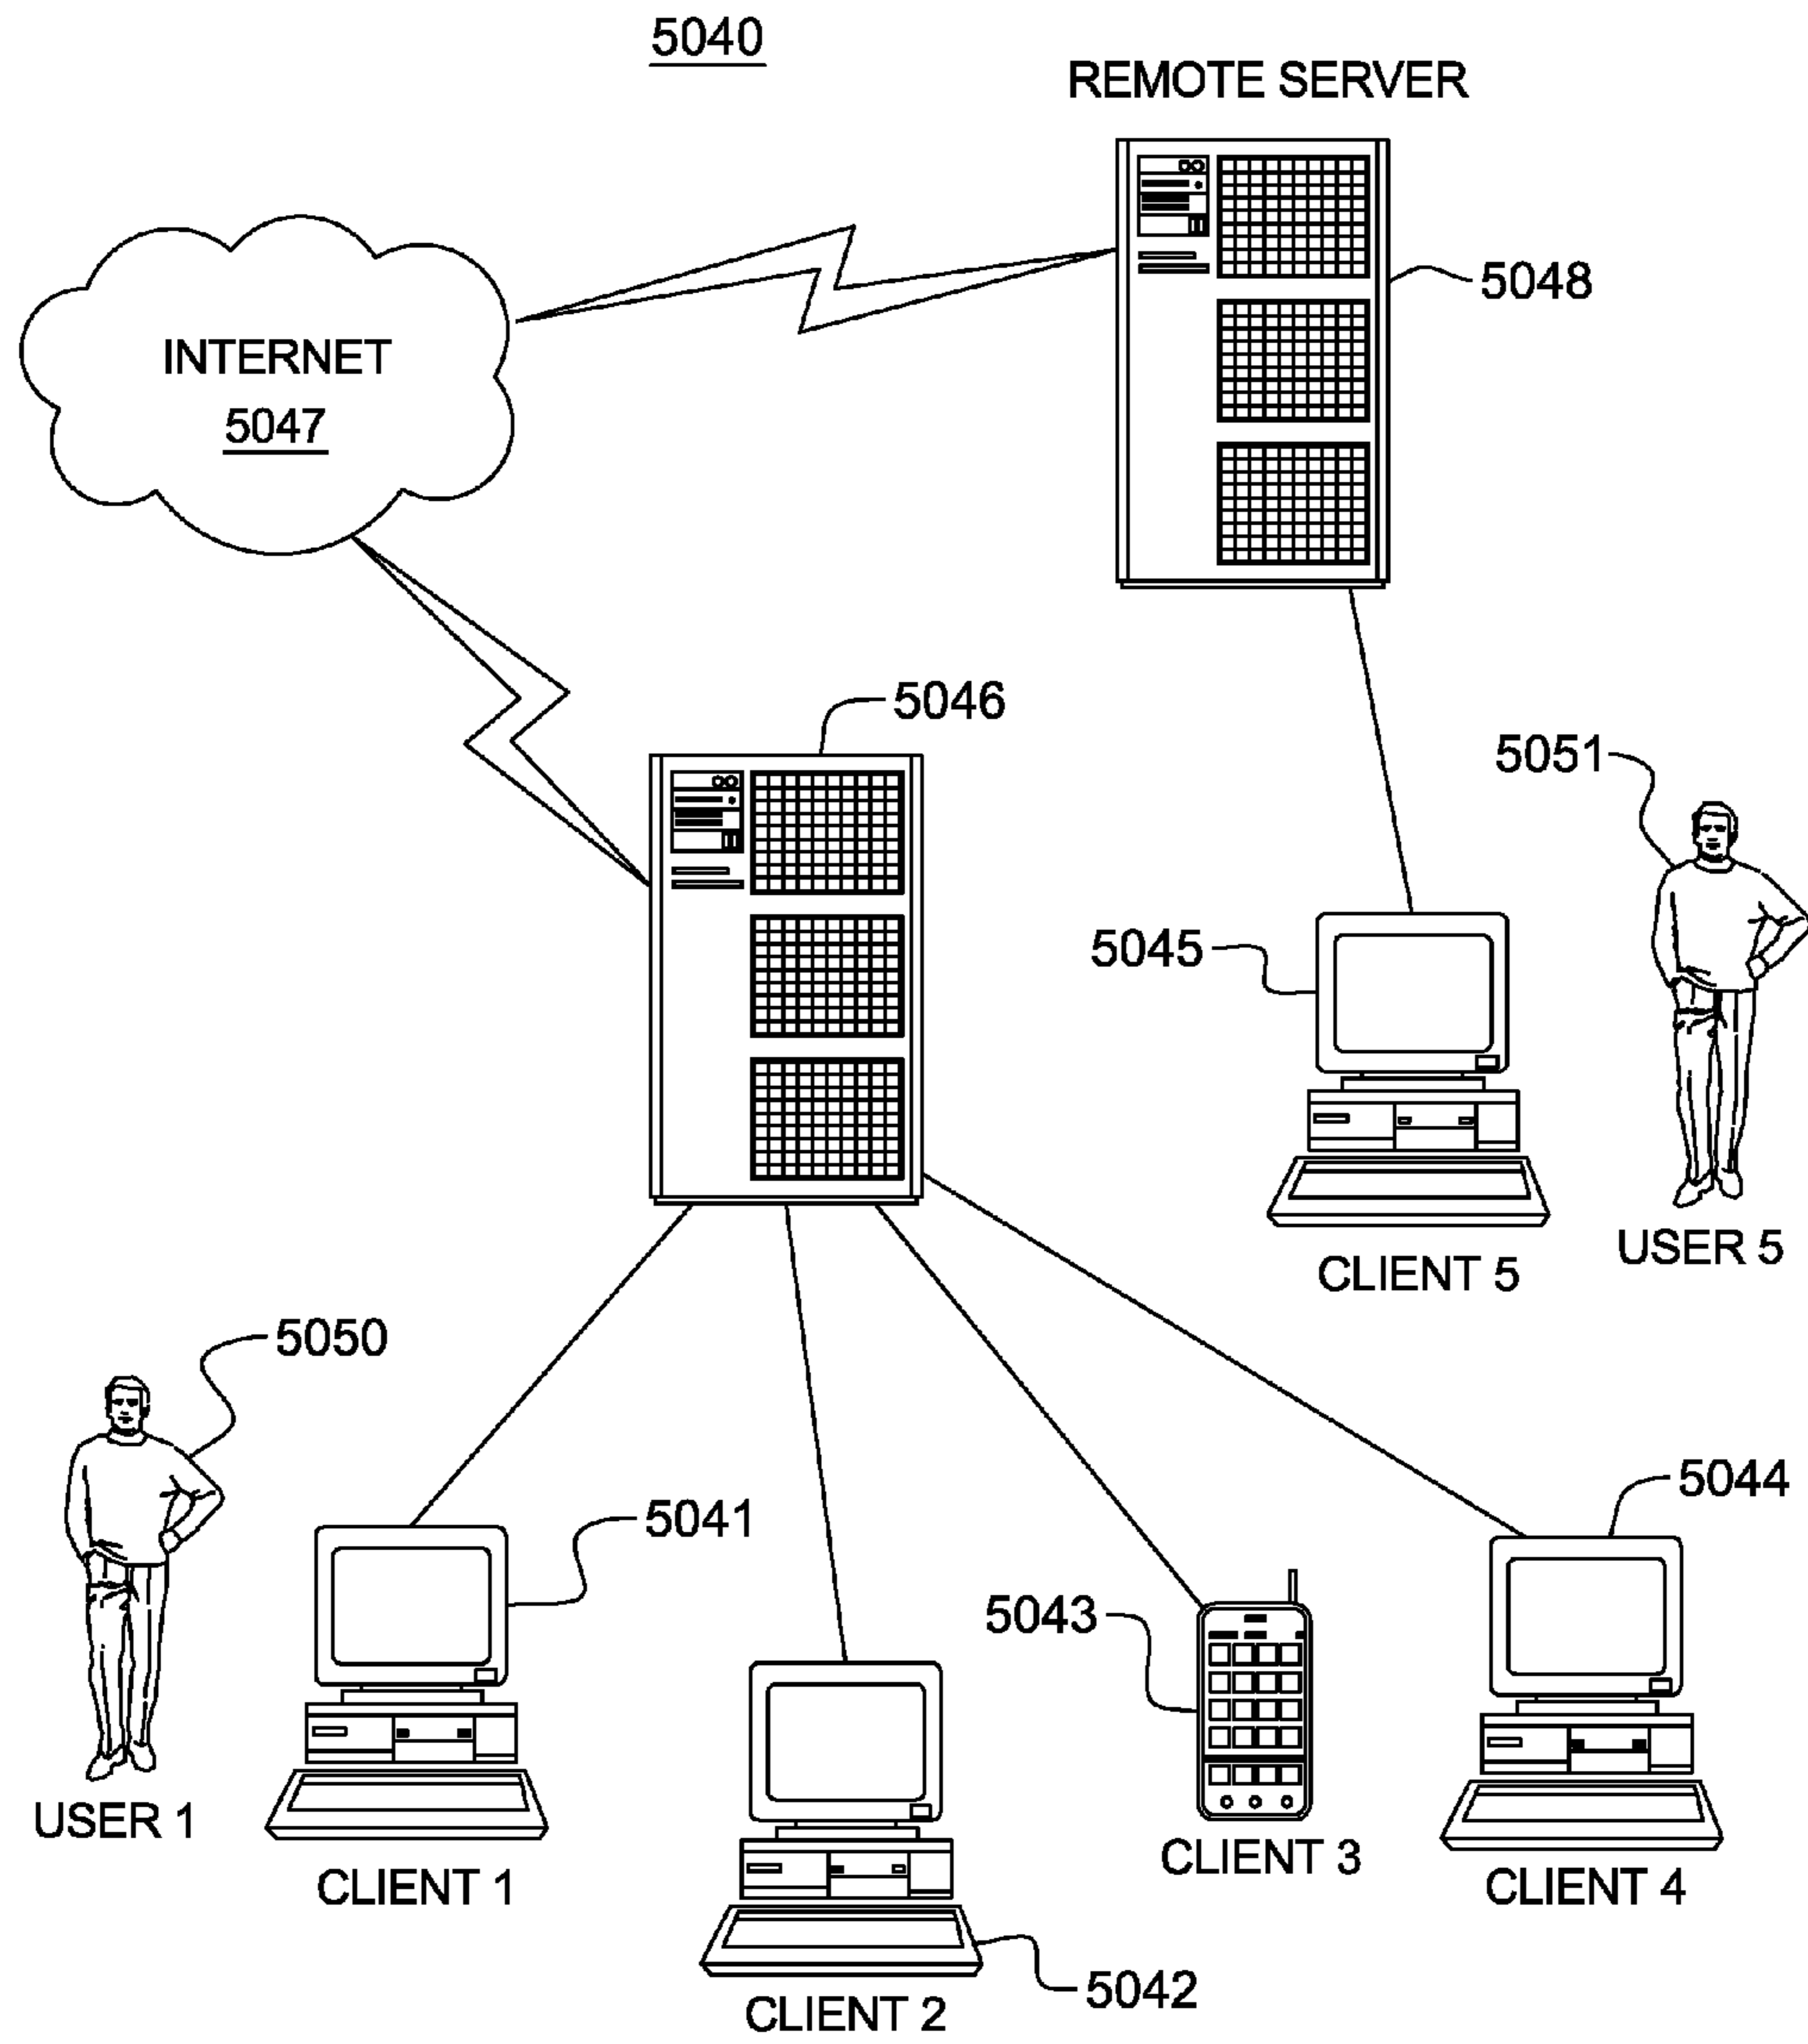 5040
REMOTE SERVER
5048
INTERNET
5047
5046
5051
5045
USER 5
CLIENT 5
5050
5044
5041
5043
USER 1
CLIENT 3
CLIENT 1
CLIENT 4
5042
CLIENT 2